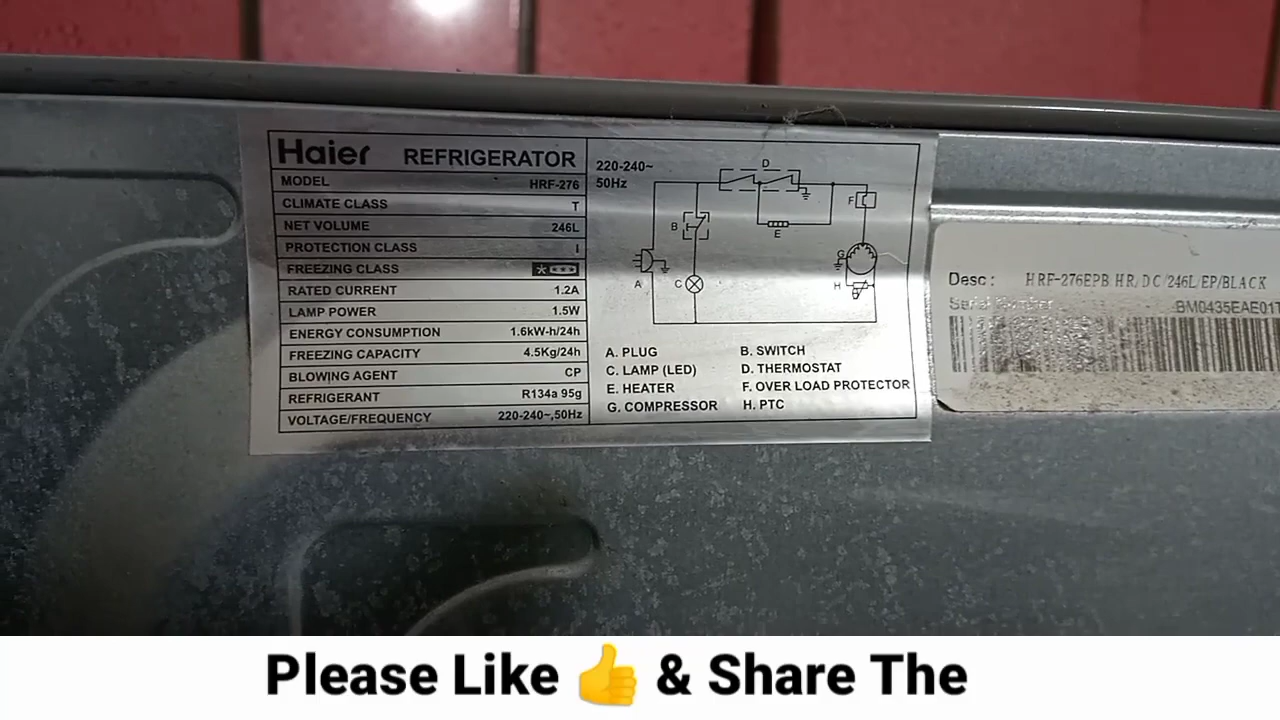 Haier REFRIGERATOR
MODEL HRF-276
CLIMATE CLASS T
NET VOLUME 246L
PROTECTION CLASS I
FREEZING CLASS
RATED CURRENT 1.2A
LAMP POWER 1.5W
ENERGY CONSUMPTION 1.6kW-h/24h
FREEZING CAPACITY 4.5Kg/24h
BLOWING AGENT CP
REFRIGERANT R134a 95g
VOLTAGE/FREQUENCY 220-240~,50Hz
220-240~
50Hz
D
F
B
E
G
H
A
C
A. PLUG B. SWITCH
C. LAMP (LED) D. THERMOSTAT
E. HEATER F. OVER LOAD PROTECTOR
G. COMPRESSOR H. PTC
Desc : HRF-276EPB HR/DC/246L/EP/BLACK
Serial Number BM0435EAE01
Please Like 👍 & Share The